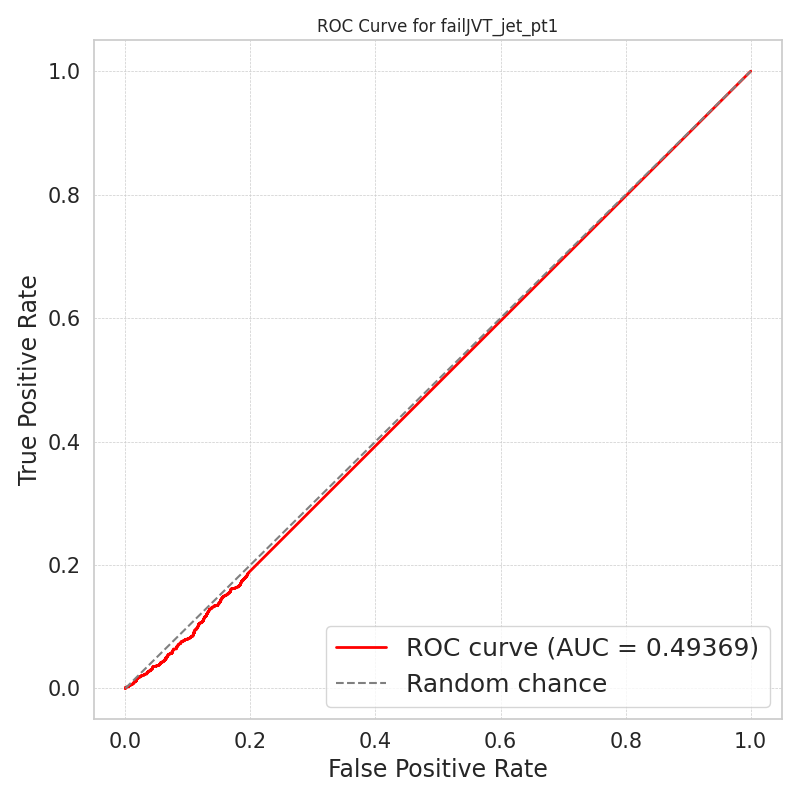 ROC Curve for failJVT_jet_pt1
True Positive Rate
1.0
0.8
0.6
0.4
0.2
0.0
ROC curve (AUC = 0.49369)
Random chance
0.0 0.2 0.4 0.6 0.8 1.0
False Positive Rate